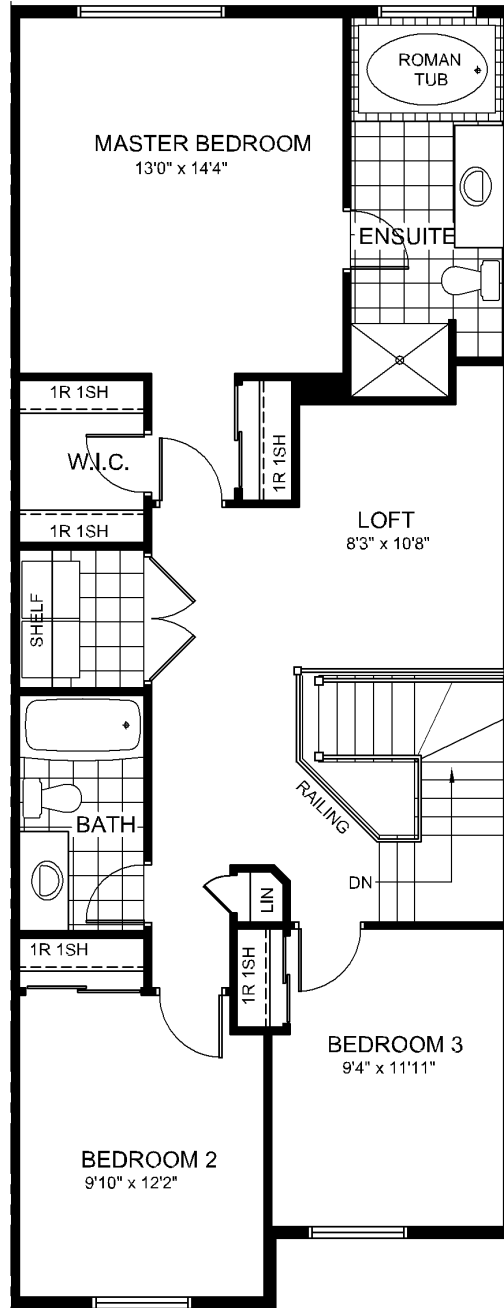 ROMAN
TUB
MASTER BEDROOM
13'0" x 14'4"
ENSUITE
1R 1SH
W.I.C.
1R 1SH
1R 1SH
LOFT
8'3" x 10'8"
SHELF
RAILING
BATH
DN
LIN
1R 1SH
1R 1SH
BEDROOM 3
9'4" x 11'11"
BEDROOM 2
9'10" x 12'2"